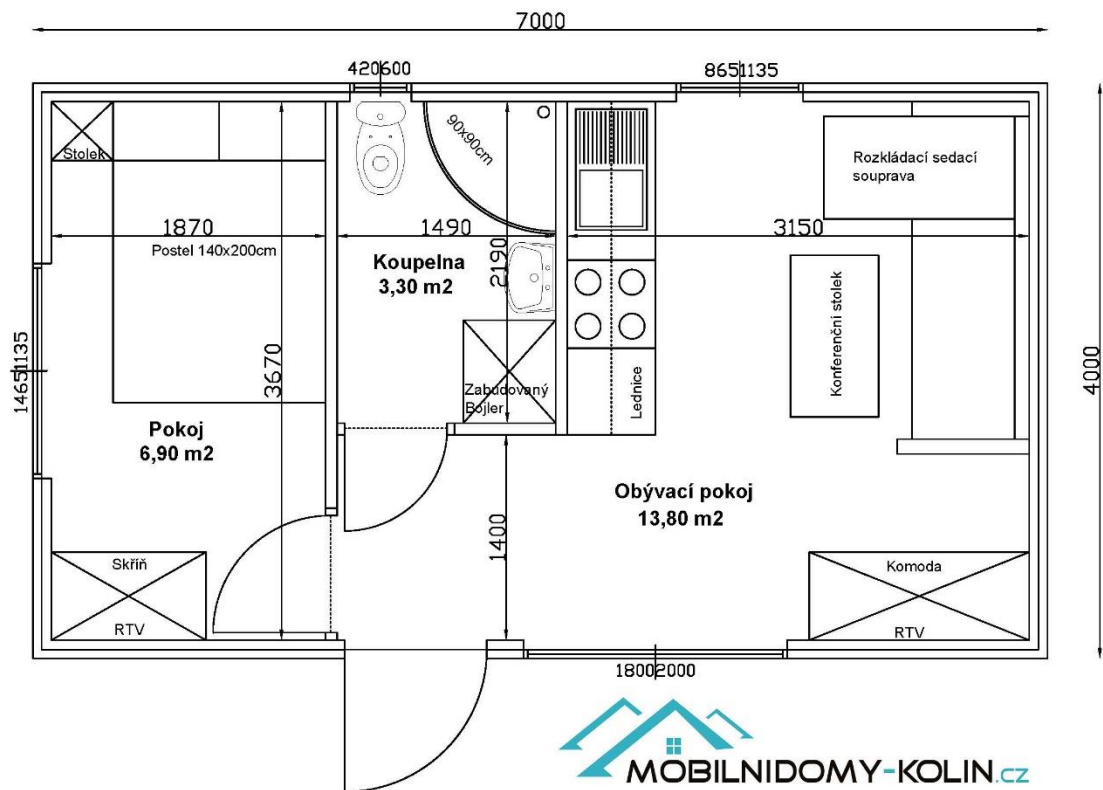 7000
420600
8651135
Stolek
90x90cm
Rozkládací sedací
souprava
1870
1490
3150
Postel 140x200cm
Koupelna
3,30 m2
2190
Konferenční stolek
4000
14651135
3670
Lednice
Zabudovaný
Bojler
Pokoj
6,90 m2
Obývací pokoj
13,80 m2
1400
Skříň
RTV
Komoda
RTV
18002000
MOBILNIDOMY-KOLIN.cz